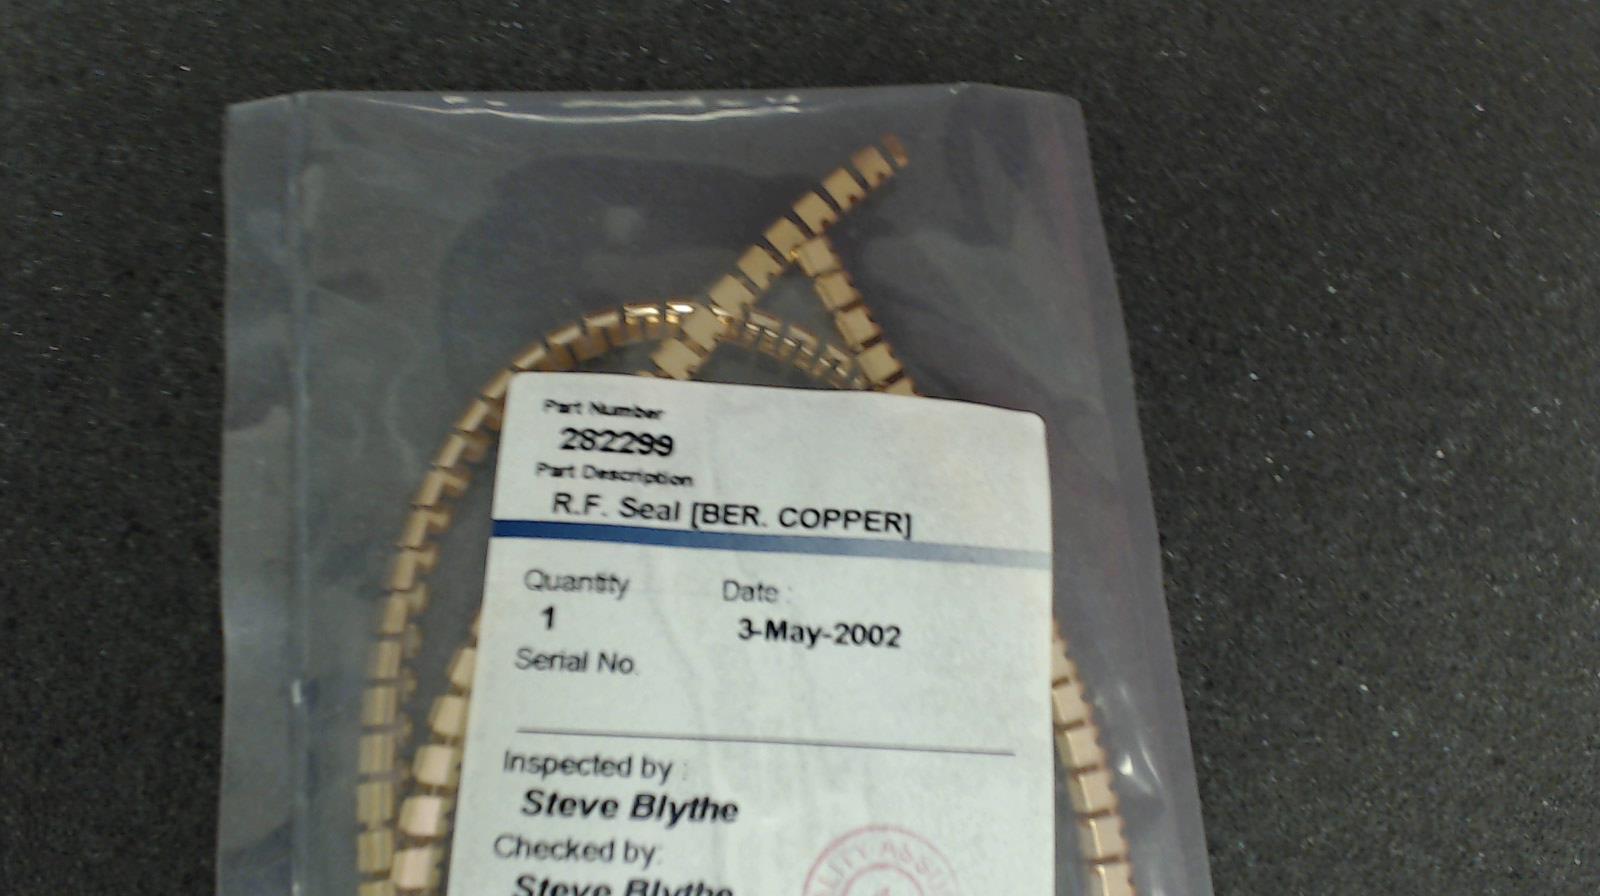 Part Number
282299
Part Description
R.F. Seal [BER. COPPER]
Quantity
Date :
1
3-May-2002
Serial No.
Inspected by :
Steve Blythe
Checked by:
Steve Blythe